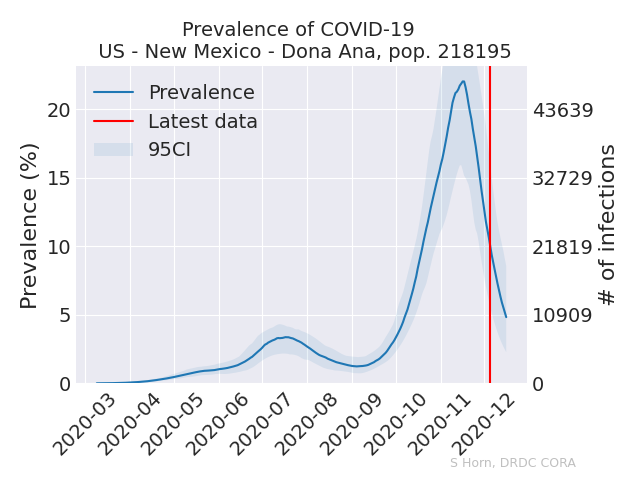 Prevalence of COVID-19
US - New Mexico - Dona Ana, pop. 218195
Prevalence
Latest data
95CI
Prevalence (%)
20
15
10
5
0
43639
32729
21819
10909
0
# of infections
2020-03
2020-04
2020-05
2020-06
2020-07
2020-08
2020-09
2020-10
2020-11
2020-12
S Horn, DRDC CORA